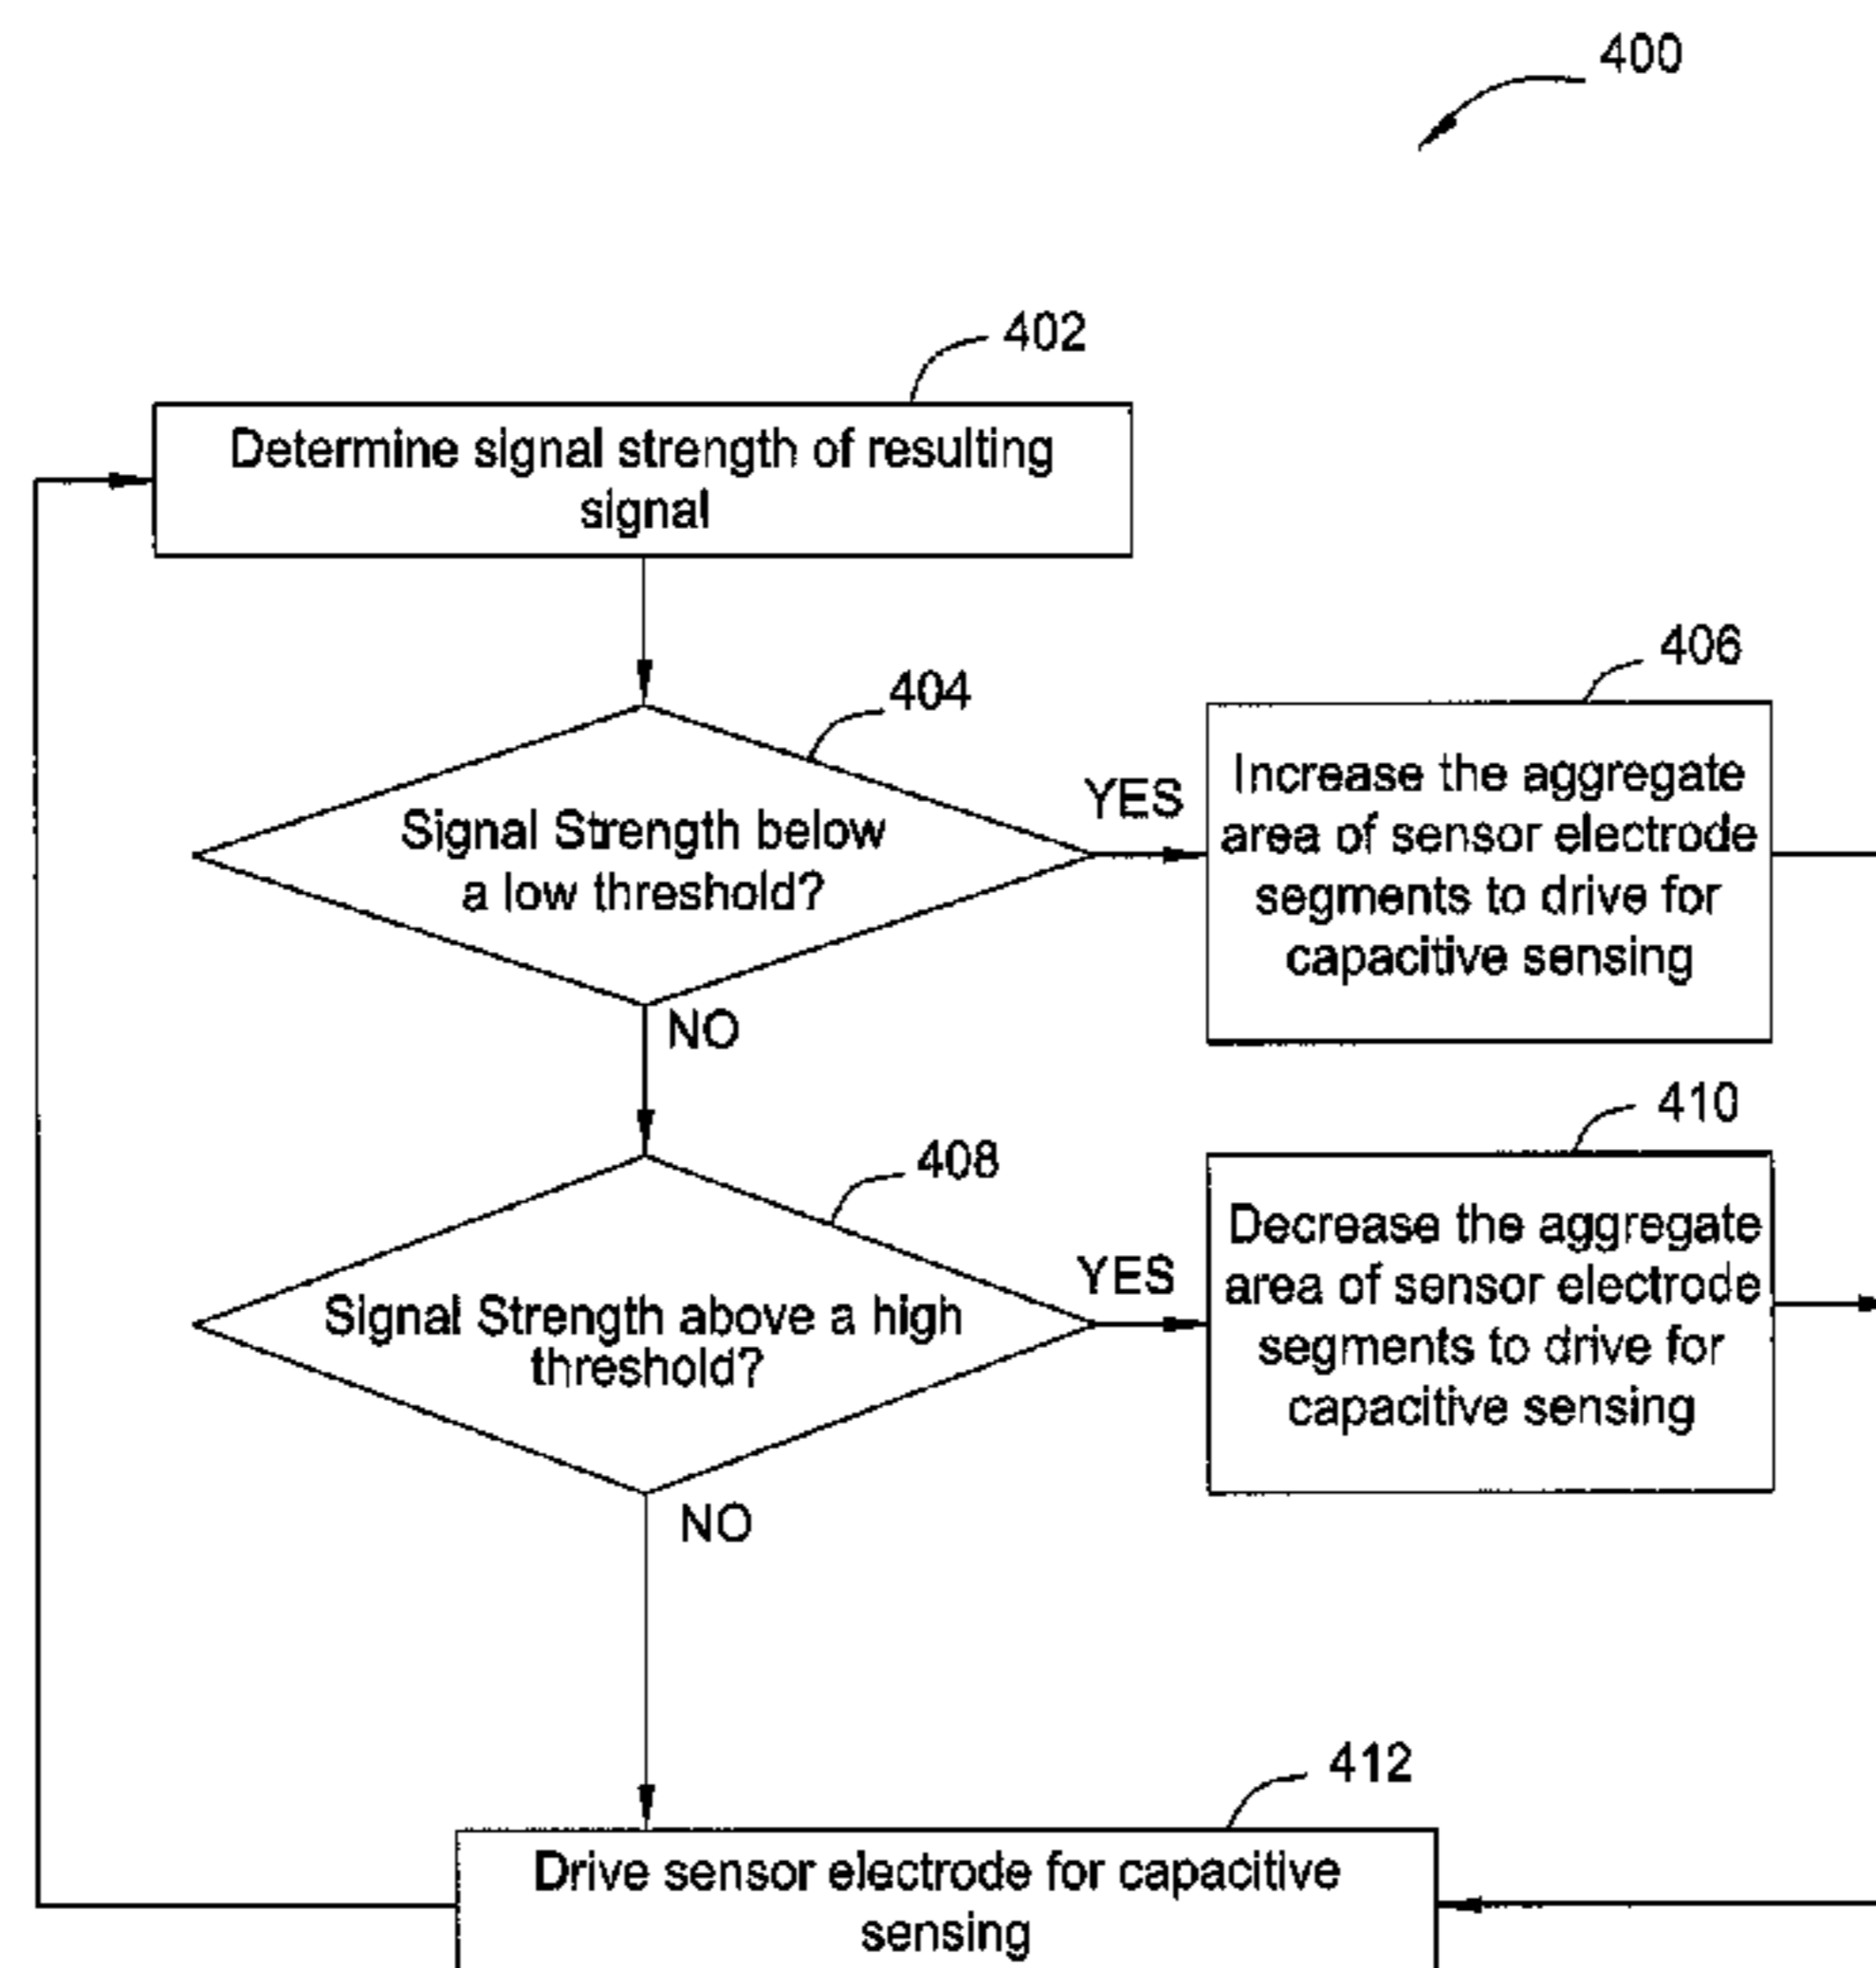 400
402
Determine signal strength of resulting
signal
404
Signal Strength below
a low threshold?
YES
406
Increase the aggregate
area of sensor electrode
segments to drive for
capacitive sensing
NO
408
Signal Strength above a high
threshold?
YES
410
Decrease the aggregate
area of sensor electrode
segments to drive for
capacitive sensing
NO
412
Drive sensor electrode for capacitive
sensing